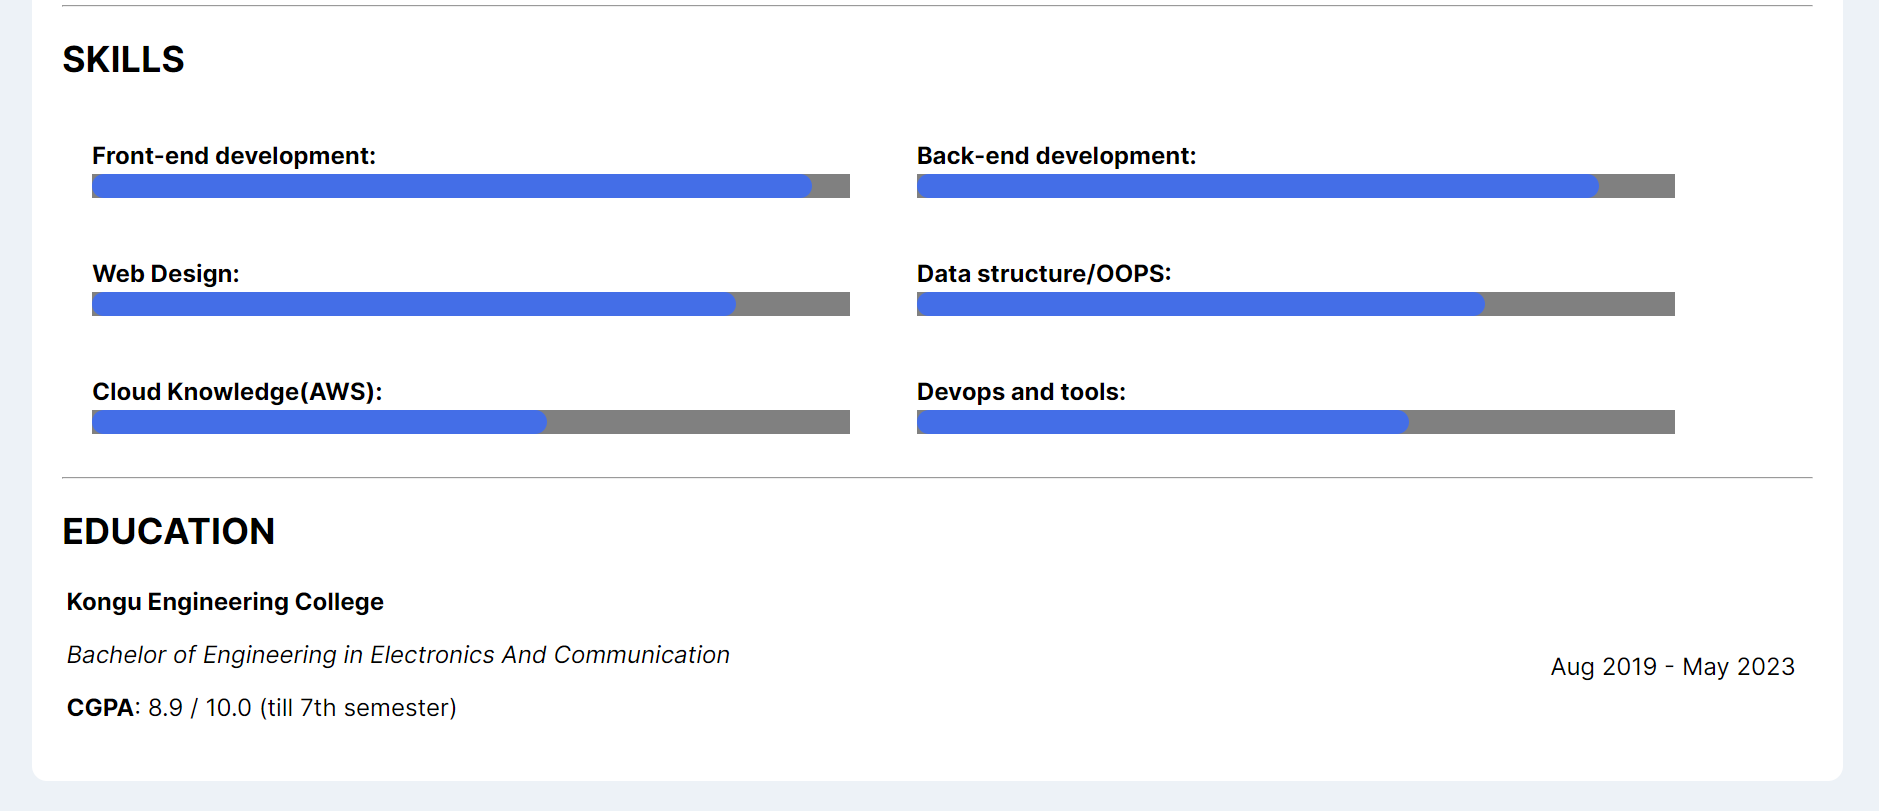 SKILLS
Front-end development:
Back-end development:
Web Design:
Data structure/OOPS:
Cloud Knowledge(AWS):
Devops and tools:
EDUCATION
Kongu Engineering College
Bachelor of Engineering in Electronics And Communication
Aug 2019 - May 2023
CGPA: 8.9 / 10.0 (till 7th semester)